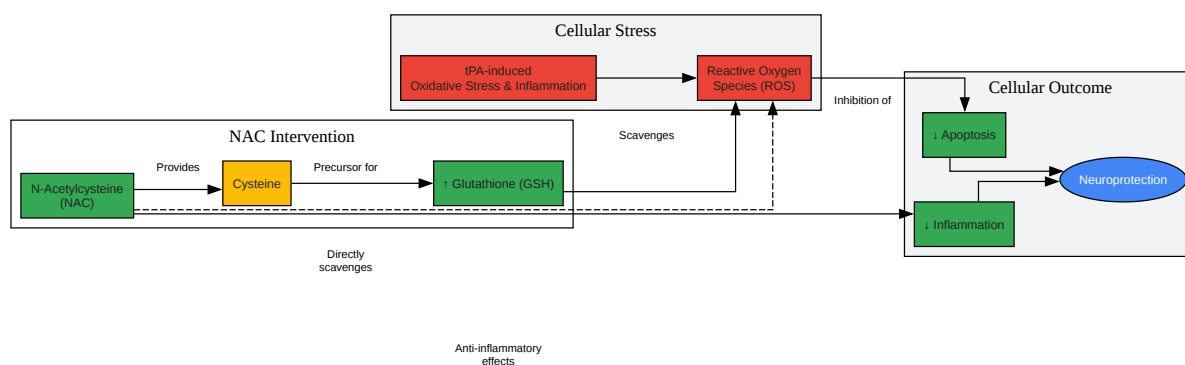 Cellular Stress
tPA-induced
Oxidative Stress & Inflammation
Reactive Oxygen
Species (ROS)
Inhibition of
Cellular Outcome
↓ Apoptosis
Neuroprotection
↓ Inflammation
NAC Intervention
Scavenges
N-Acetylcysteine
(NAC)
Provides
Cysteine
Precursor for
↑ Glutathione (GSH)
Directly
scavenges
Anti-inflammatory
effects